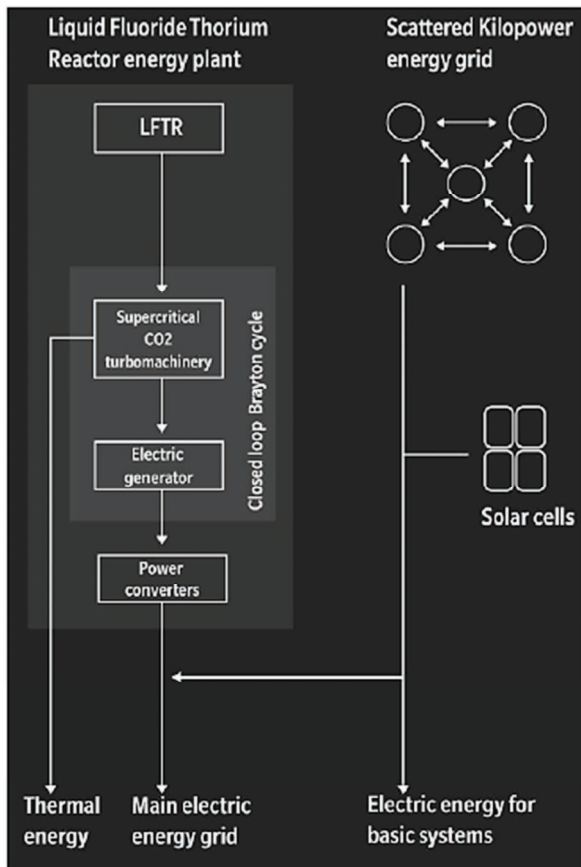 Liquid Fluoride Thorium
Reactor energy plant
Scattered Kilopower
energy grid
LFTR
Supercritical
CO2
turbomachinery
Closed loop Brayton cycle
Electric
generator
Solar cells
Power
converters
Thermal
energy
Main electric
energy grid
Electric energy for
basic systems